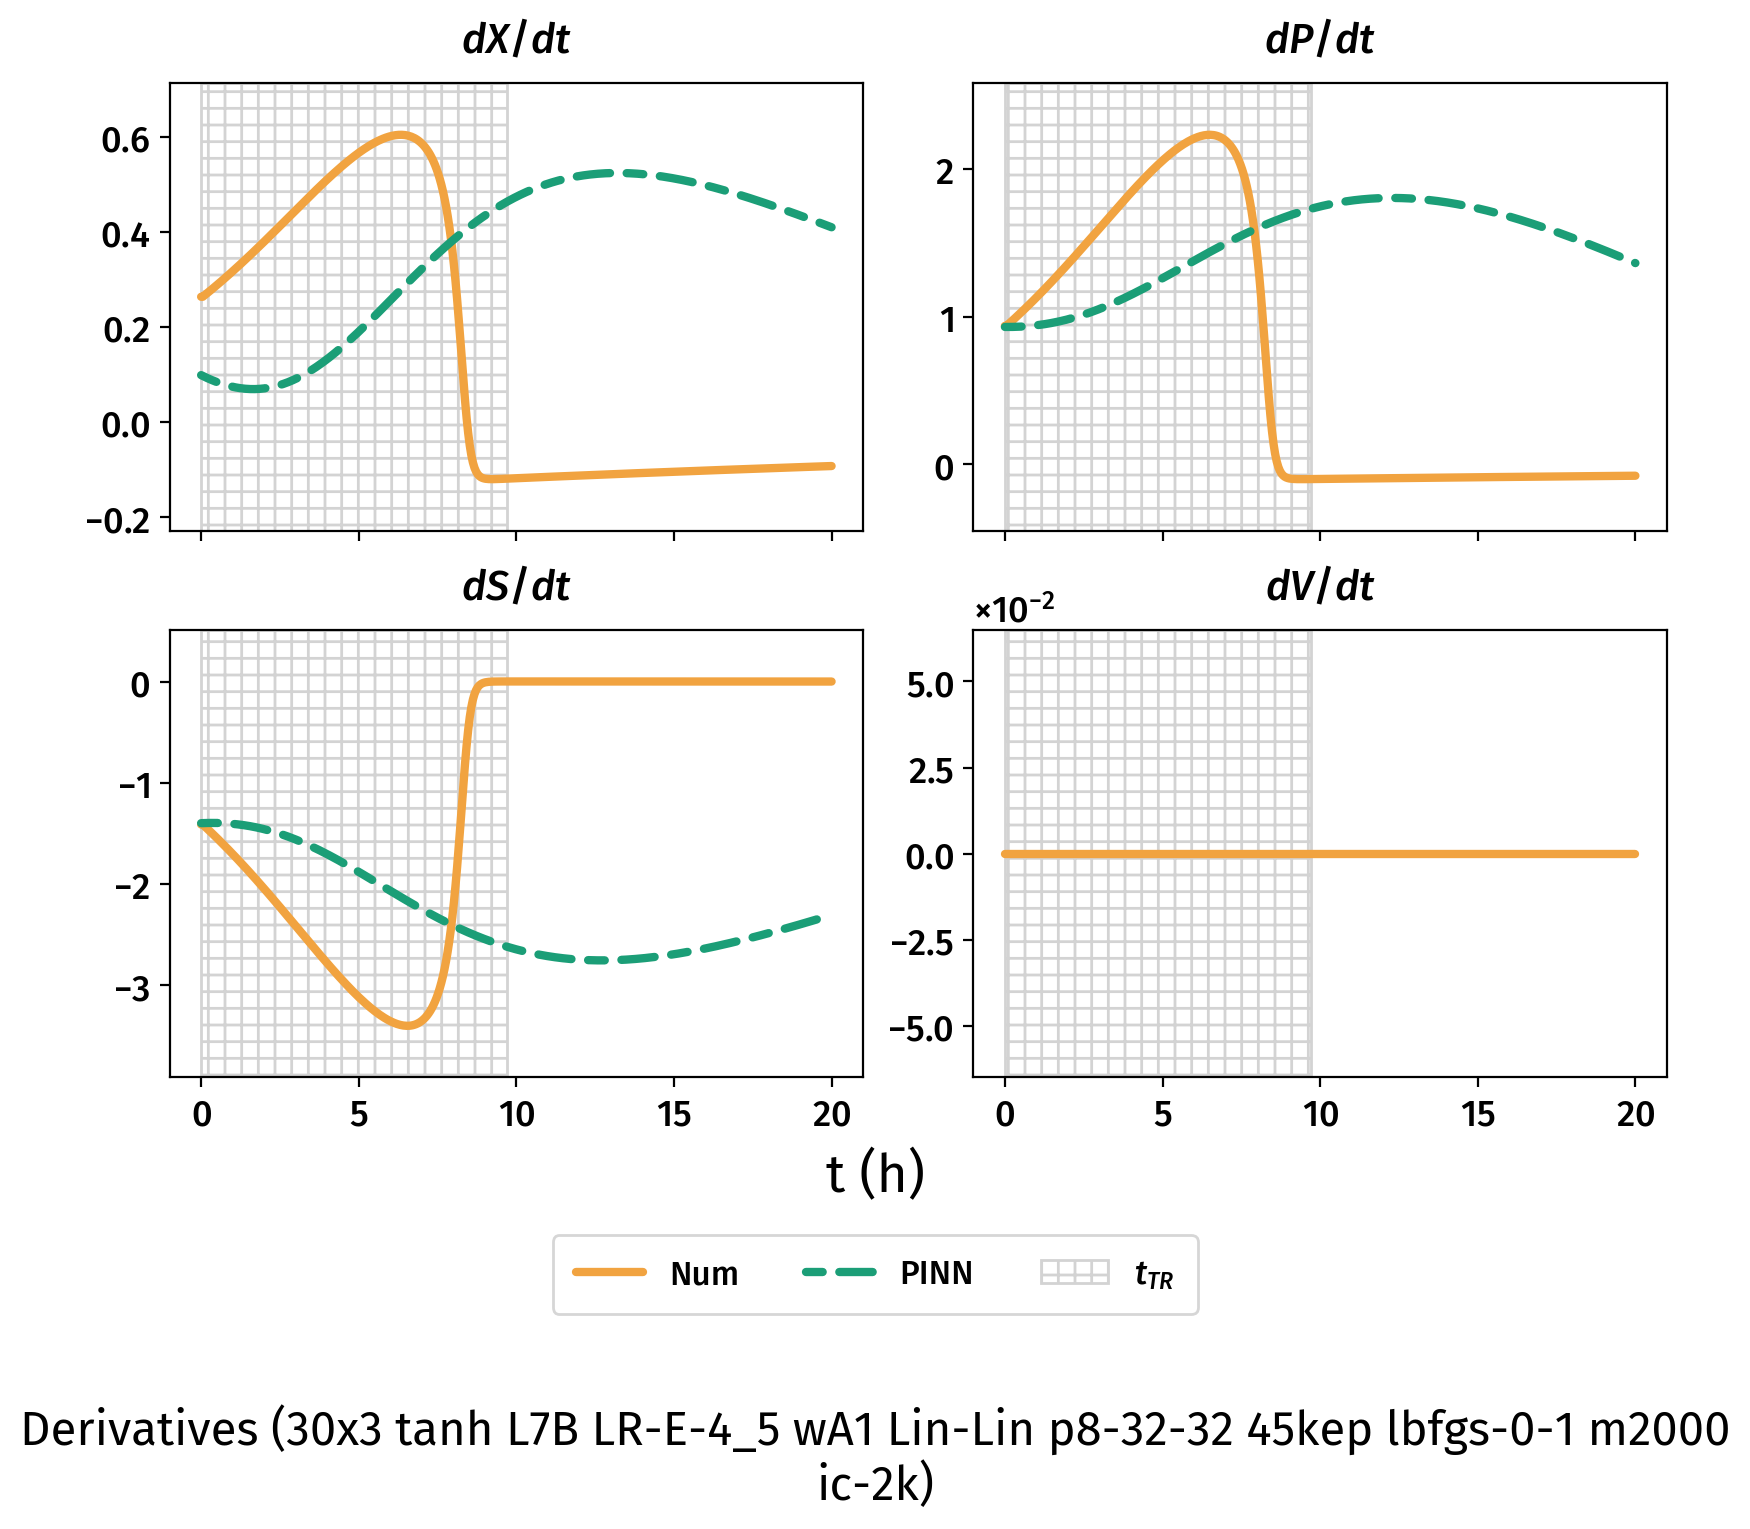 dX/dt
dP/dt
0.6
0.4
0.2
0.0
−0.2
2
1
0
dS/dt
dV/dt
×10⁻²
0
−1
−2
−3
5.0
2.5
0.0
−2.5
−5.0
0 5 10 15 20
0 5 10 15 20
t (h)
Num PINN t_TR
Derivatives (30x3 tanh L7B LR-E-4_5 wA1 Lin-Lin p8-32-32 45kep lbfgs-0-1 m2000
ic-2k)